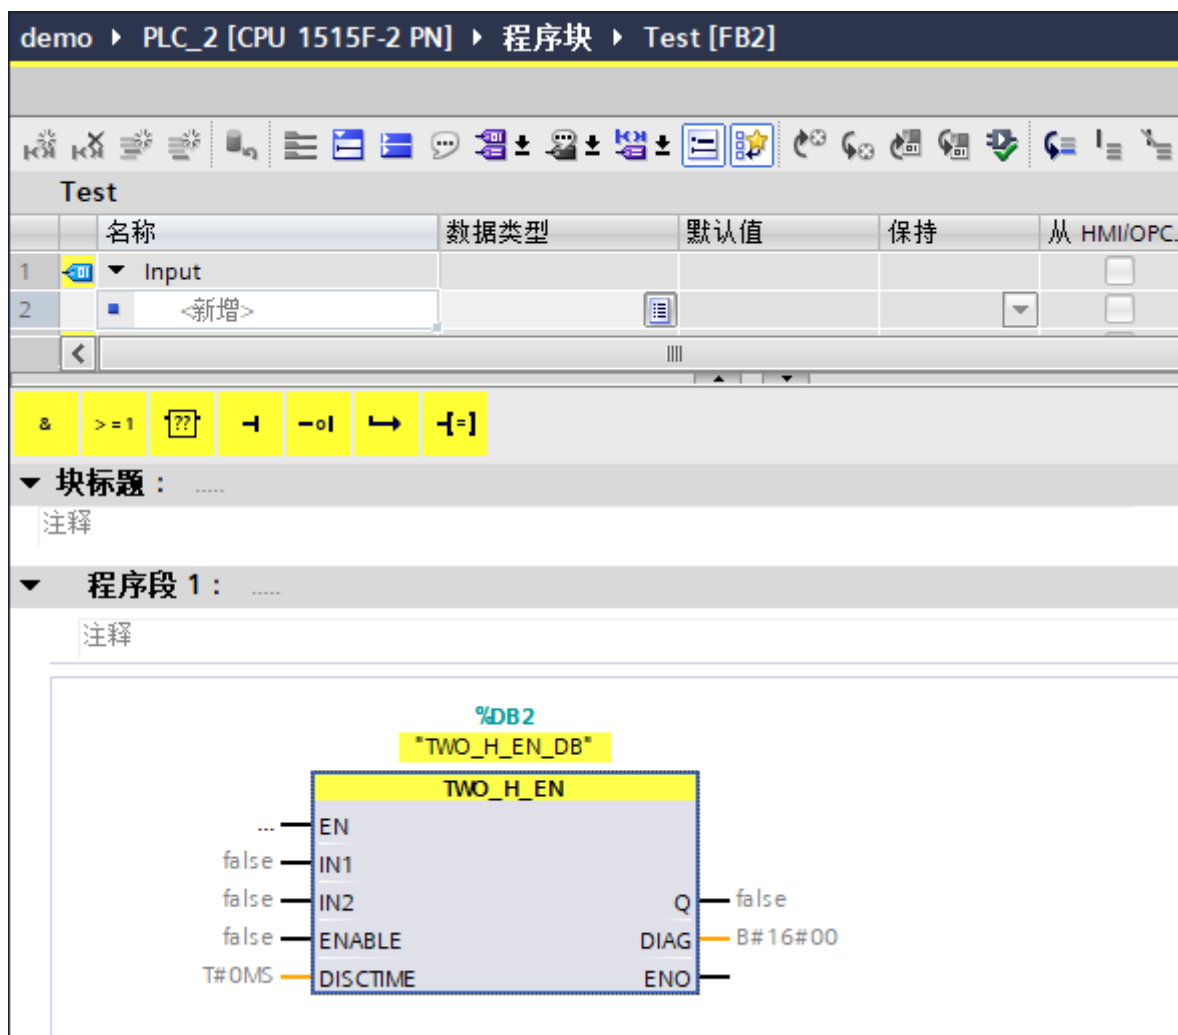 demo ▸ PLC_2 [CPU 1515F-2 PN] ▸ 程序块 ▸ Test [FB2]
Test
名称 数据类型 默认值 保持 从 HMI/OPC..
1 Input
2 <新增>
& >=1 ?? -[=]
块标题： .....
注释
程序段 1： .....
注释
%DB2
"TWO_H_EN_DB"
TWO_H_EN
... EN
false IN1
false IN2 Q false
false ENABLE DIAG B#16#00
T#0MS DISCTIME ENO